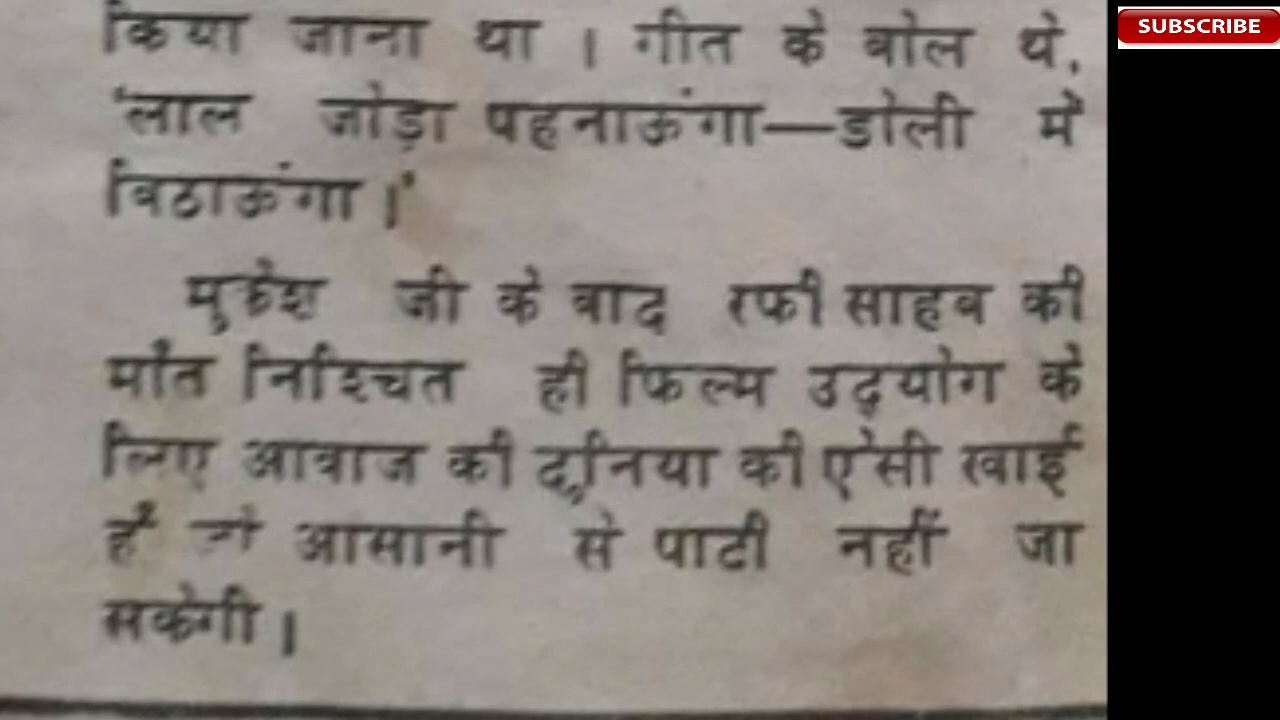 किया जाना था । गीत के बोल थे,
'लाल जोड़ा पहनाऊंगा—डोली में
बिठाऊंगा ।'
मुकेश जी के बाद रफी साहब की
मौत निश्चित ही फिल्म उद्योग के
लिए आवाज की दुनिया की ऐसी खाई
है जो आसानी से पाटी नहीं जा
सकेगी ।
SUBSCRIBE